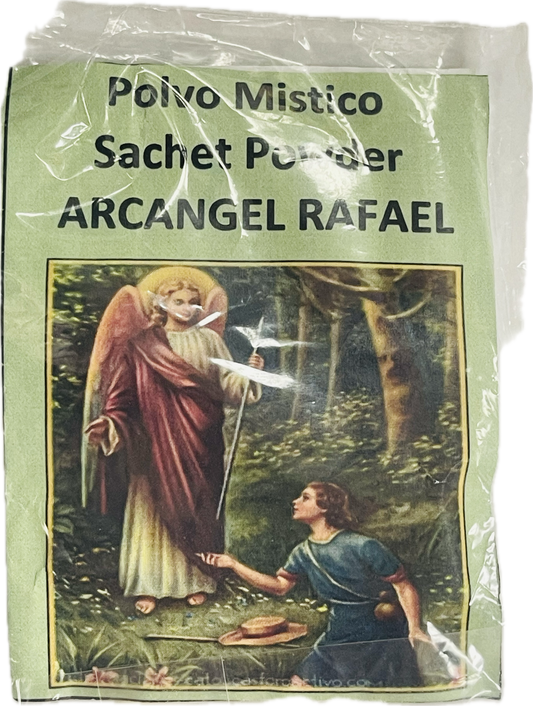 Polvo Mistico
Sachet Powder
ARCANGEL RAFAEL